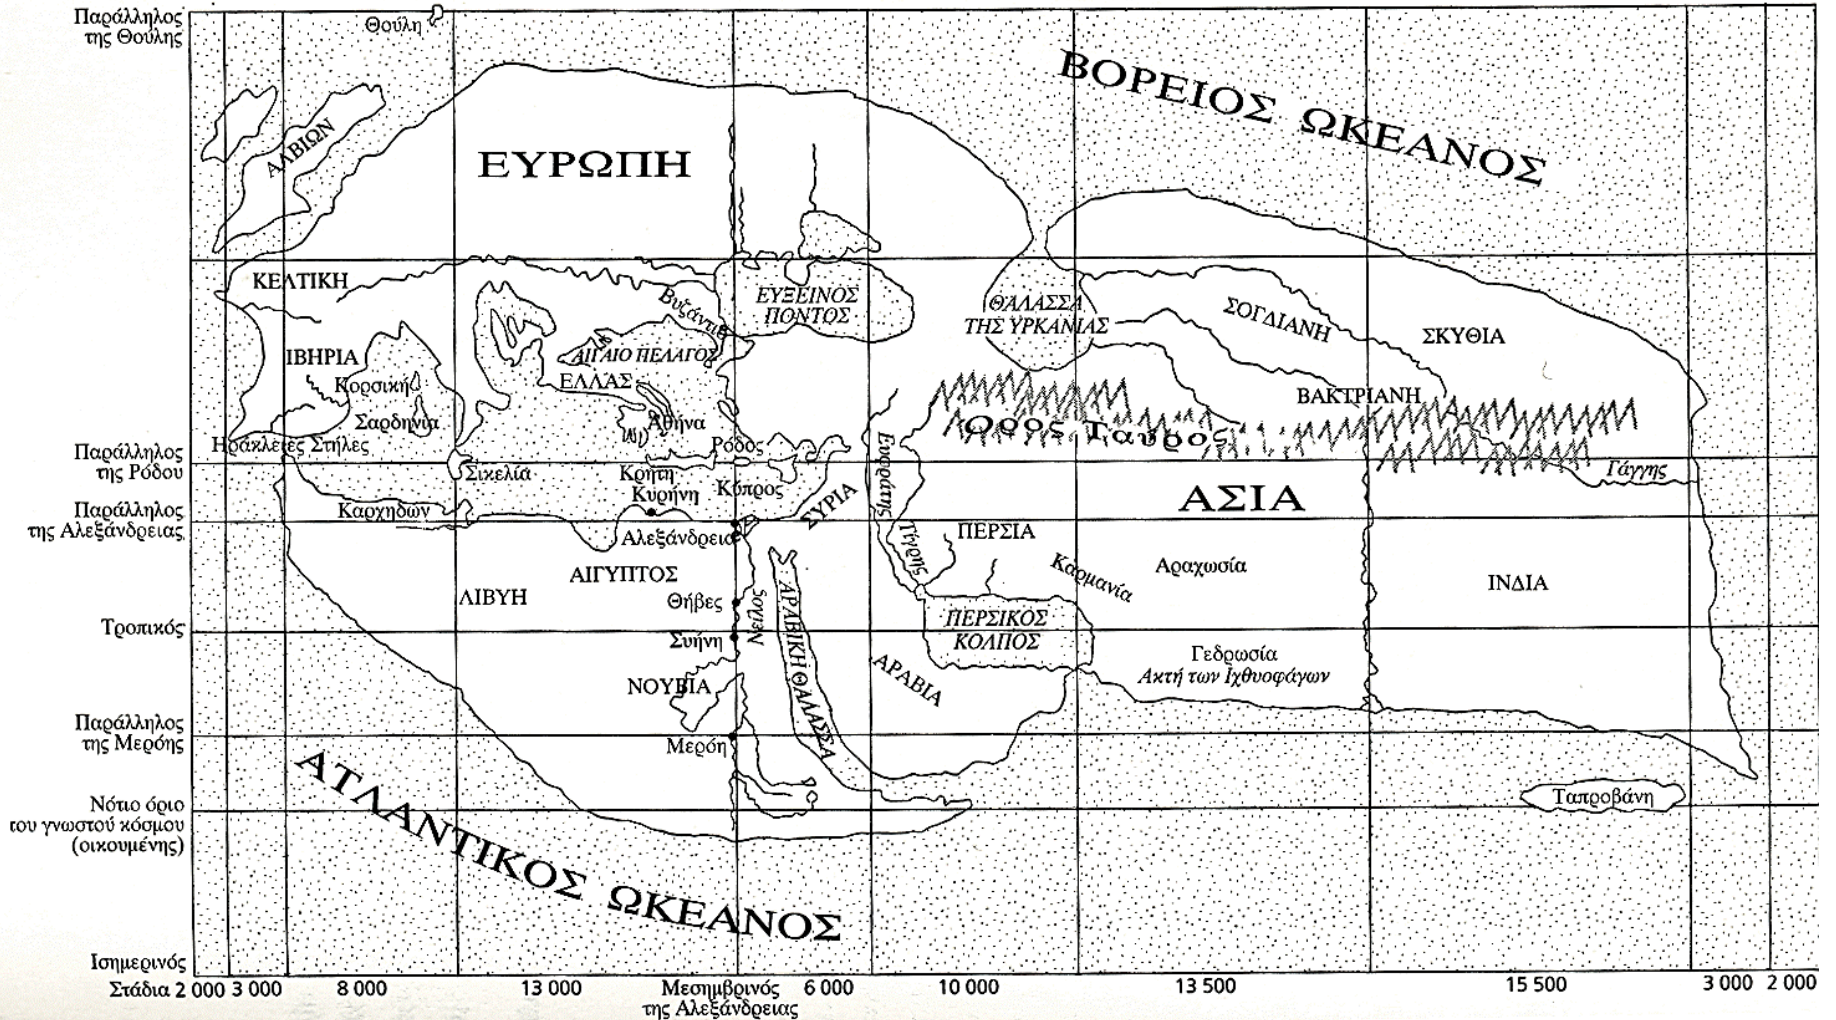 Παράλληλος
της Θούλης
Θούλη
ΒΟΡΕΙΟΣ ΩΚΕΑΝΟΣ
ΑΛΒΙΩΝ
ΕΥΡΩΠΗ
ΚΕΛΤΙΚΗ
ΕΥΞΕΙΝΟΣ
ΠΟΝΤΟΣ
ΘΑΛΑΣΣΑ
ΤΗΣ ΥΡΚΑΝΙΑΣ
ΣΟΓΔΙΑΝΗ
ΣΚΥΘΙΑ
ΙΒΗΡΙΑ
ΑΙΓΑΙΟ ΠΕΛΑΓΟΣ
ΕΛΛΑΣ
Κορσική
Σαρδηνία
ΒΑΚΤΡΙΑΝΗ
Αθήνα
Όρος Ταύρος
Ηράκλειες Στήλες
Ρόδος
Παράλληλος
της Ρόδου
Σικελία
Κρήτη
Κυρήνη
Κύπρος
Ευφράτης
Γάγγης
ΣΥΡΙΑ
ΑΣΙΑ
Παράλληλος
της Αλεξάνδρειας
Καρχηδών
Αλεξάνδρεια
Τίγρης
ΠΕΡΣΙΑ
Καρμανία
Αραχωσία
ΙΝΔΙΑ
ΑΙΓΥΠΤΟΣ
ΛΙΒΥΗ
Θήβες
Νείλος
ΑΡΑΒΙΚΗ ΘΑΛΑΣΣΑ
ΠΕΡΣΙΚΟΣ
ΚΟΛΠΟΣ
Τροπικός
Συήνη
Γεδρωσία
Ακτή των Ιχθυοφάγων
ΝΟΥΒΙΑ
ΑΡΑΒΙΑ
Παράλληλος
της Μερόης
Μερόη
ΑΤΛΑΝΤΙΚΟΣ ΩΚΕΑΝΟΣ
Ταπροβάνη
Νότιο όριο
του γνωστού κόσμου
(οικουμένης)
Ισημερινός
Στάδια 2 000 3 000 8 000 13 000 Μεσημβρινός 6 000 10 000 13 500 15 500 3 000 2 000
της Αλεξάνδρειας